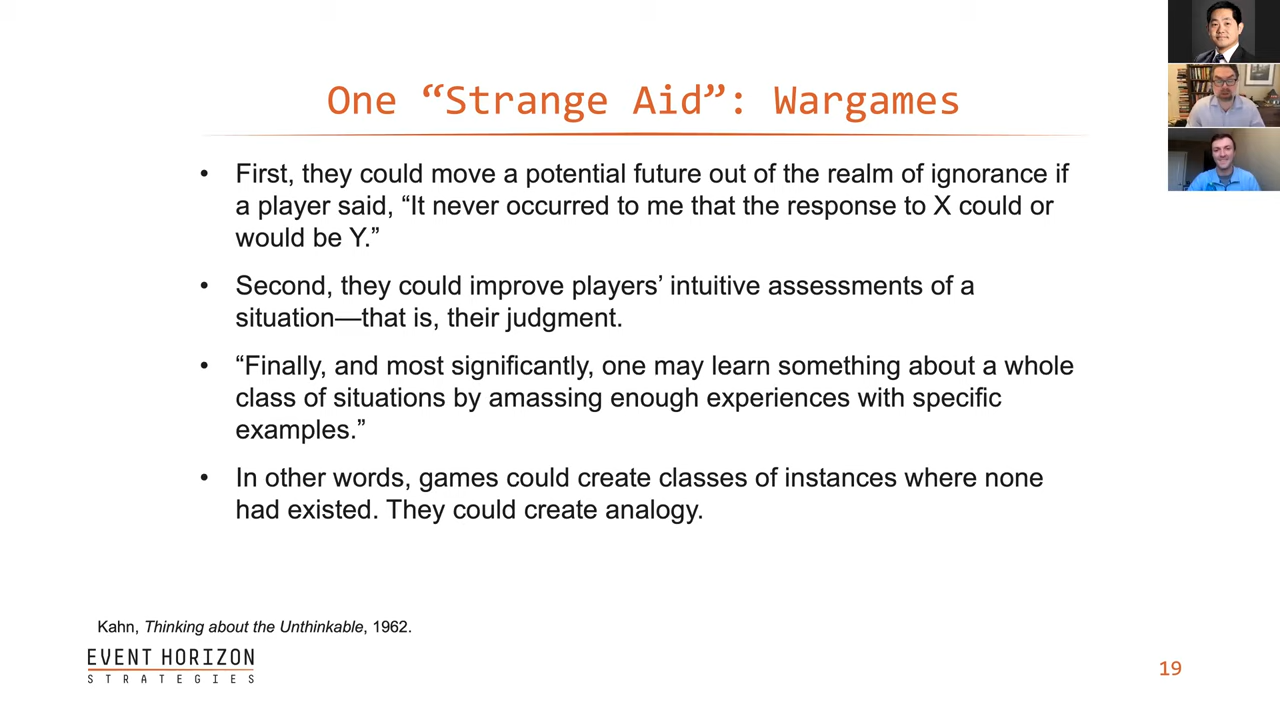 One “Strange Aid”: Wargames
• First, they could move a potential future out of the realm of ignorance if
a player said, “It never occurred to me that the response to X could or
would be Y.”
• Second, they could improve players’ intuitive assessments of a
situation—that is, their judgment.
• “Finally, and most significantly, one may learn something about a whole
class of situations by amassing enough experiences with specific
examples.”
• In other words, games could create classes of instances where none
had existed. They could create analogy.
Kahn, Thinking about the Unthinkable, 1962.
EVENT HORIZON
STRATEGIES
19